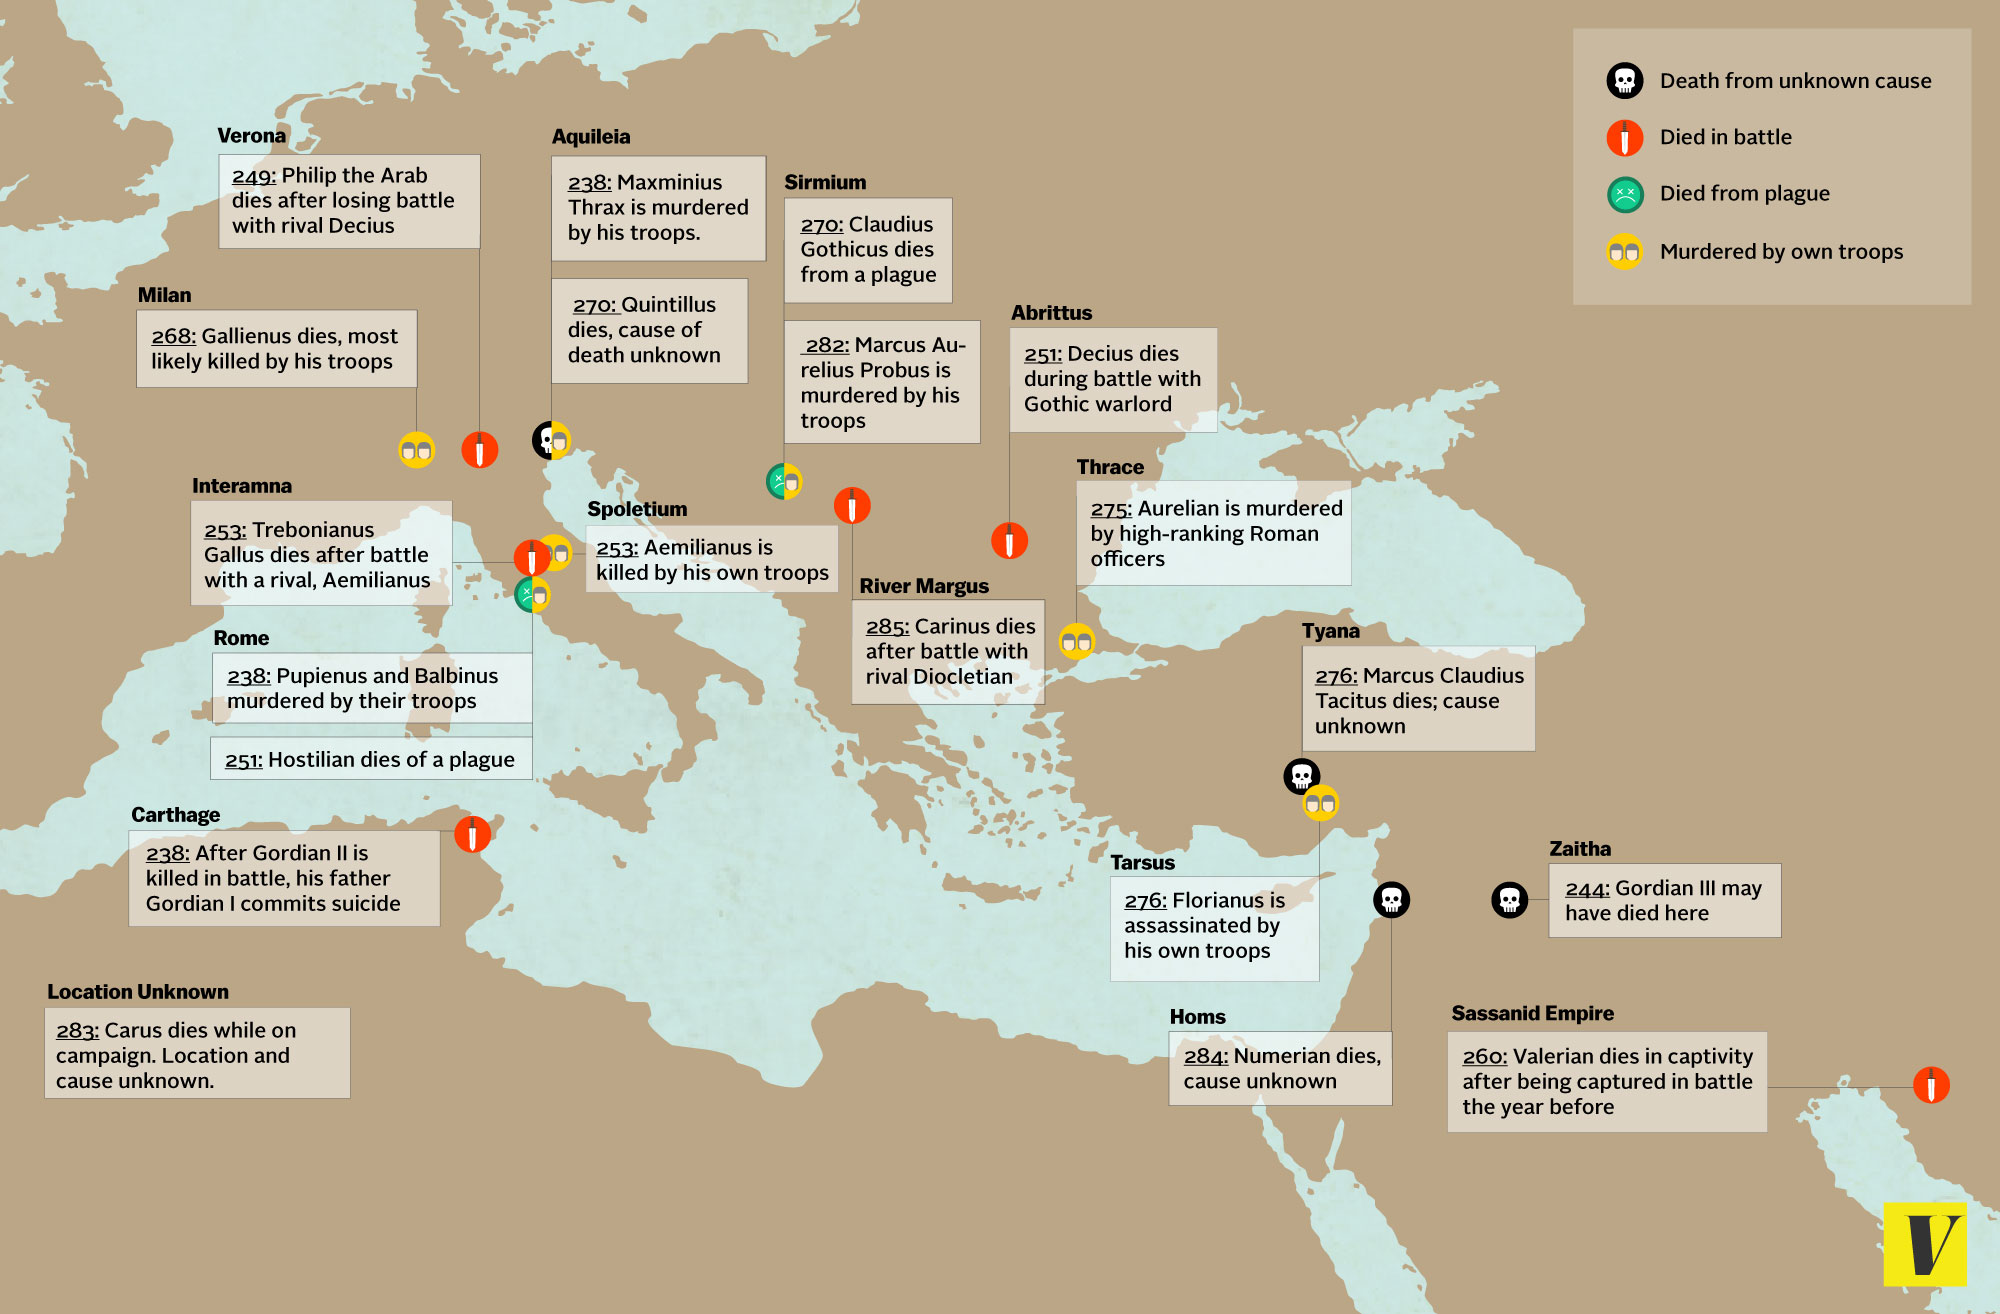 Death from unknown cause
Died in battle
Died from plague
Murdered by own troops
Verona
249: Philip the Arab
dies after losing battle
with rival Decius
Aquileia
238: Maxminius
Thrax is murdered
by his troops.
270: Quintillus
dies, cause of
death unknown
Sirmium
270: Claudius
Gothicus dies
from a plague
282: Marcus Au-
relius Probus is
murdered by his
troops
Milan
268: Gallienus dies, most
likely killed by his troops
Abrittus
251: Decius dies
during battle with
Gothic warlord
Thrace
275: Aurelian is murdered
by high-ranking Roman
officers
Interamna
253: Trebonianus
Gallus dies after battle
with a rival, Aemilianus
Spoletium
253: Aemilianus is
killed by his own troops
River Margus
285: Carinus dies
after battle with
rival Diocletian
Rome
238: Pupienus and Balbinus
murdered by their troops
251: Hostilian dies of a plague
Tyana
276: Marcus Claudius
Tacitus dies; cause
unknown
Carthage
238: After Gordian II is
killed in battle, his father
Gordian I commits suicide
Tarsus
276: Florianus is
assassinated by
his own troops
Zaitha
244: Gordian III may
have died here
Location Unknown
283: Carus dies while on
campaign. Location and
cause unknown.
Homs
284: Numerian dies,
cause unknown
Sassanid Empire
260: Valerian dies in captivity
after being captured in battle
the year before
V